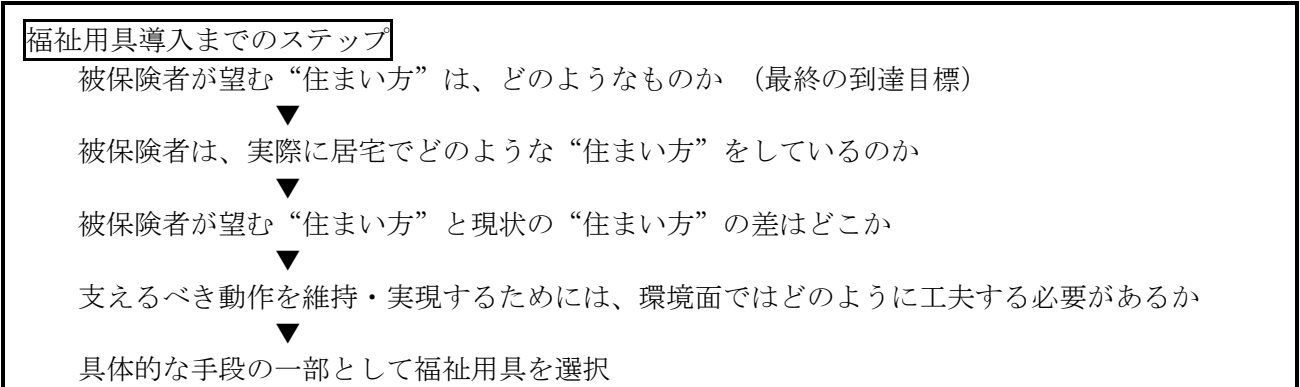 福祉用具導入までのステップ
被保険者が望む“住まい方”は、どのようなものか （最終の到達目標）
▼
被保険者は、実際に居宅でどのような“住まい方”をしているのか
▼
被保険者が望む“住まい方”と現状の“住まい方”の差はどこか
▼
支えるべき動作を維持・実現するためには、環境面ではどのように工夫する必要があるか
▼
具体的な手段の一部として福祉用具を選択